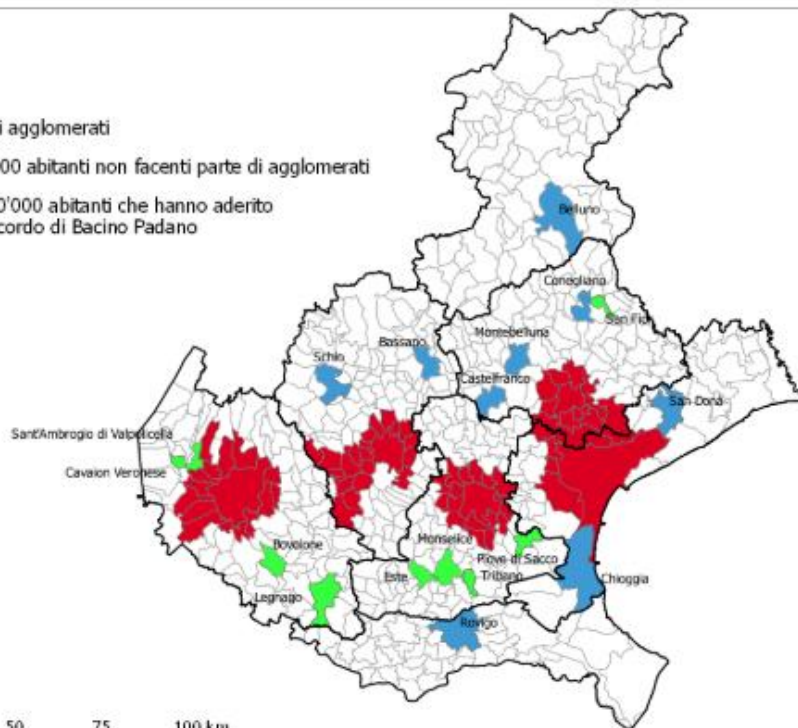 i agglomerati
00 abitanti non facenti parte di agglomerati
0'000 abitanti che hanno aderito
cordo di Bacino Padano
Belluno
Conegliano
San Fior
Montebelluna
Bassano
Schio
Castelfranco
San Donà
Sant'Ambrogio di Valpolicella
Cavaion Veronese
Bovolone
Monselice
Piove di Sacco
Este
Tribano
Chioggia
Legnago
Rovigo
50 75 100 km